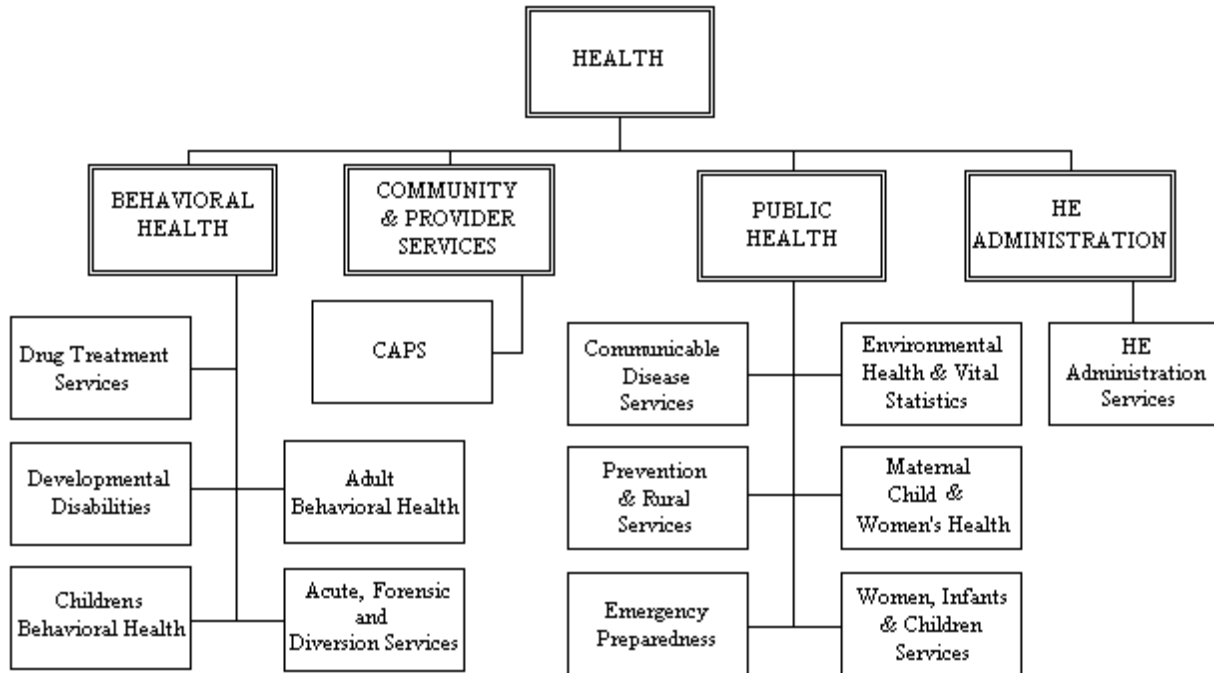 HEALTH
BEHAVIORAL
HEALTH
COMMUNITY
& PROVIDER
SERVICES
PUBLIC
HEALTH
HE
ADMINISTRATION
Drug Treatment
Services
CAPS
Communicable
Disease
Services
Environmental
Health & Vital
Statistics
HE
Administration
Services
Developmental
Disabilities
Adult
Behavioral Health
Prevention
& Rural
Services
Maternal
Child &
Women's Health
Childrens
Behavioral Health
Acute, Forensic
and
Diversion Services
Emergency
Preparedness
Women, Infants
& Children
Services